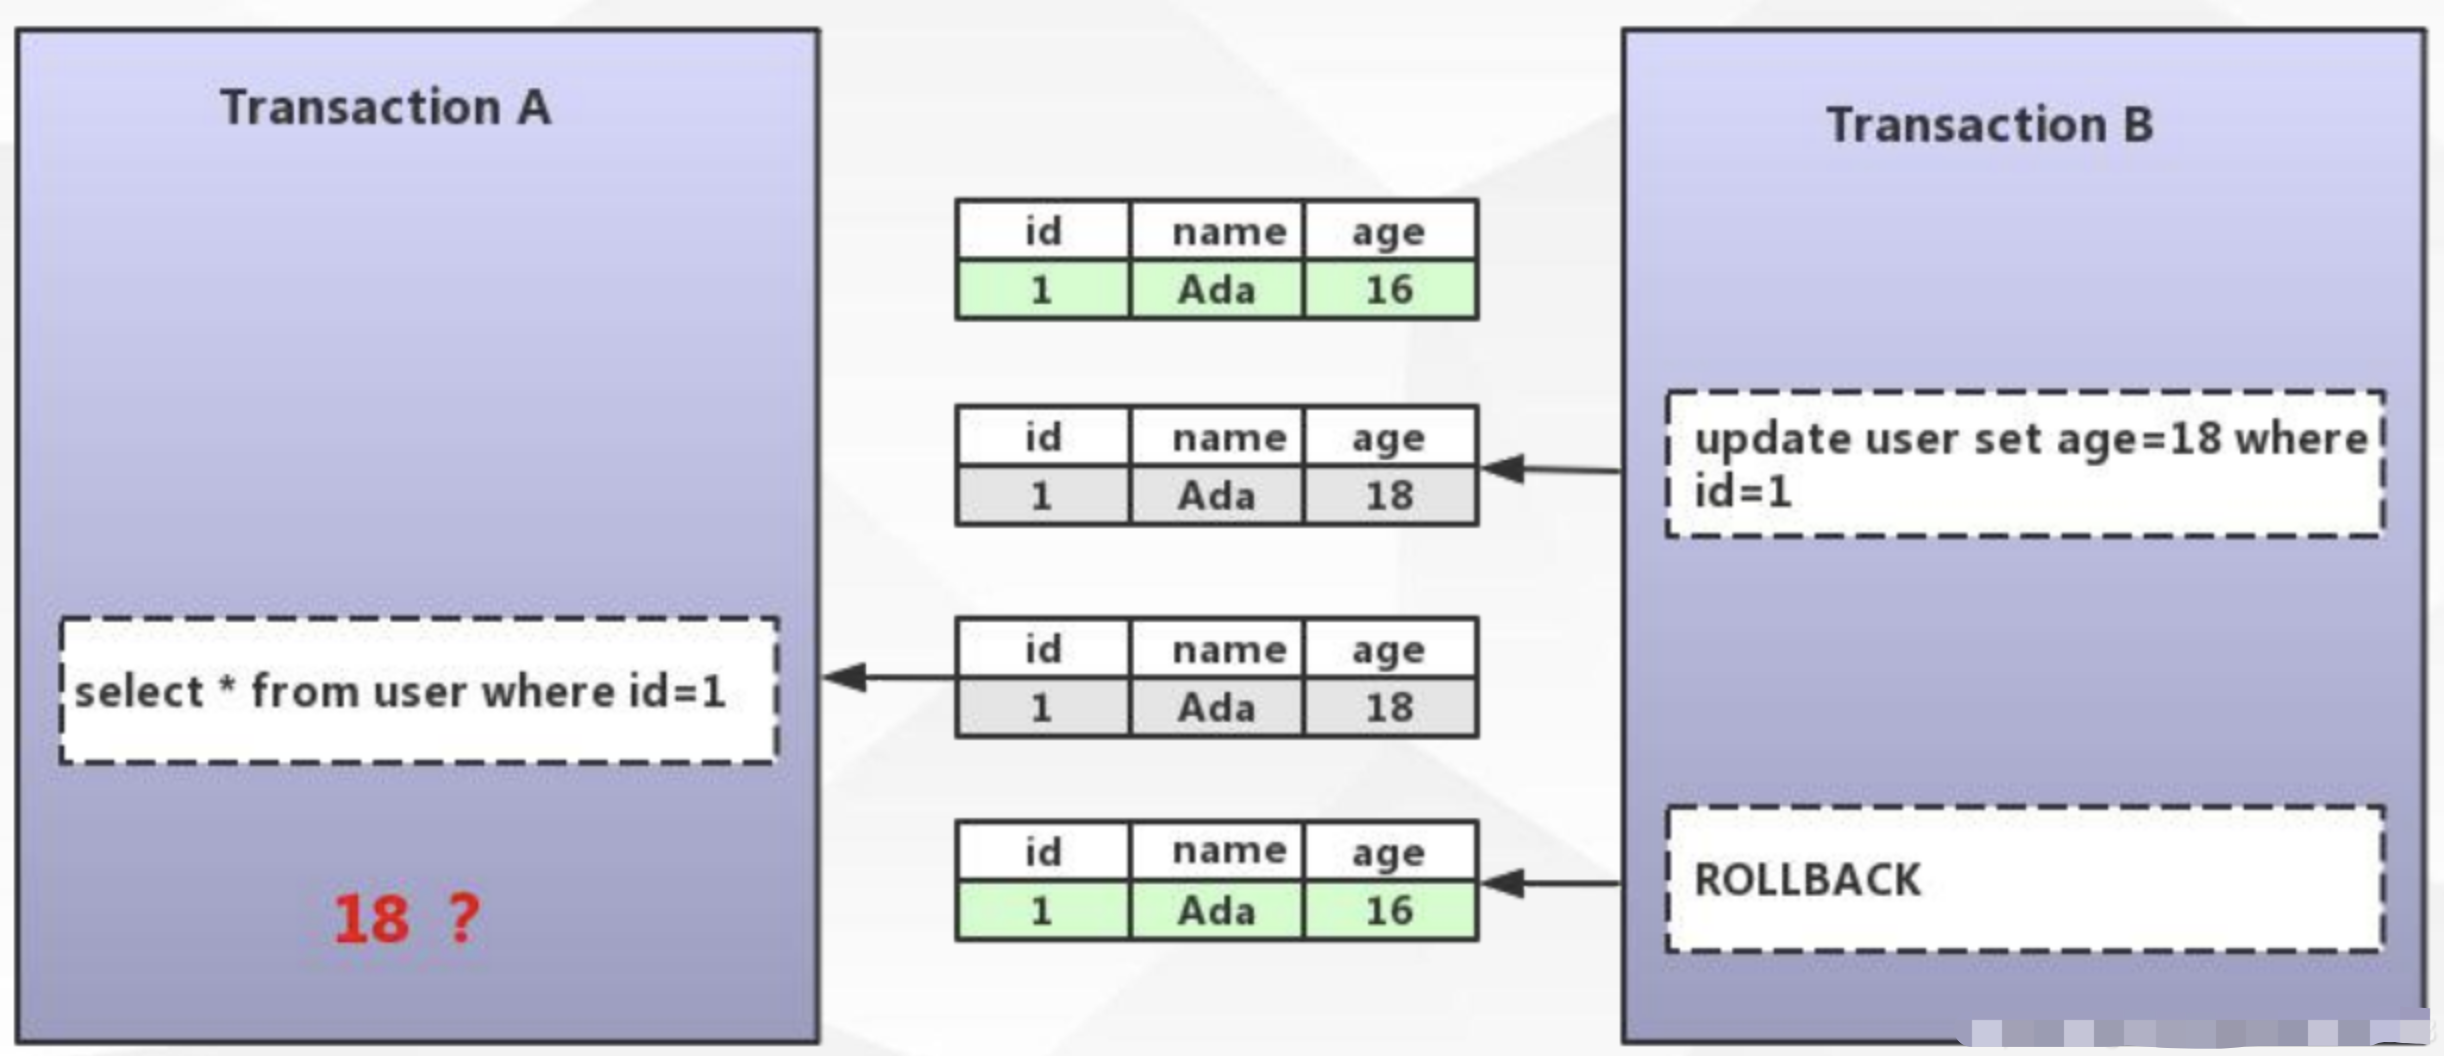 Transaction A
Transaction B
id name age
1 Ada 16
id name age
1 Ada 18
update user set age=18 where
id=1
select * from user where id=1
id name age
1 Ada 18
18 ?
id name age
1 Ada 16
ROLLBACK